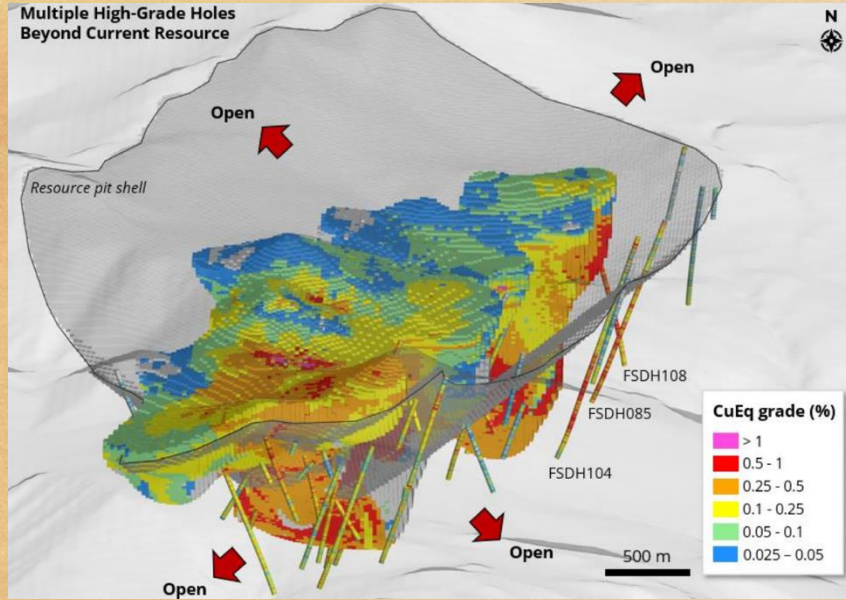 Multiple High-Grade Holes
Beyond Current Resource
N
Open
Open
Resource pit shell
FSDH108
FSDH085
FSDH104
CuEq grade (%)
> 1
0.5 - 1
0.25 - 0.5
0.1 - 0.25
0.05 - 0.1
0.025 – 0.05
Open
500 m
Open